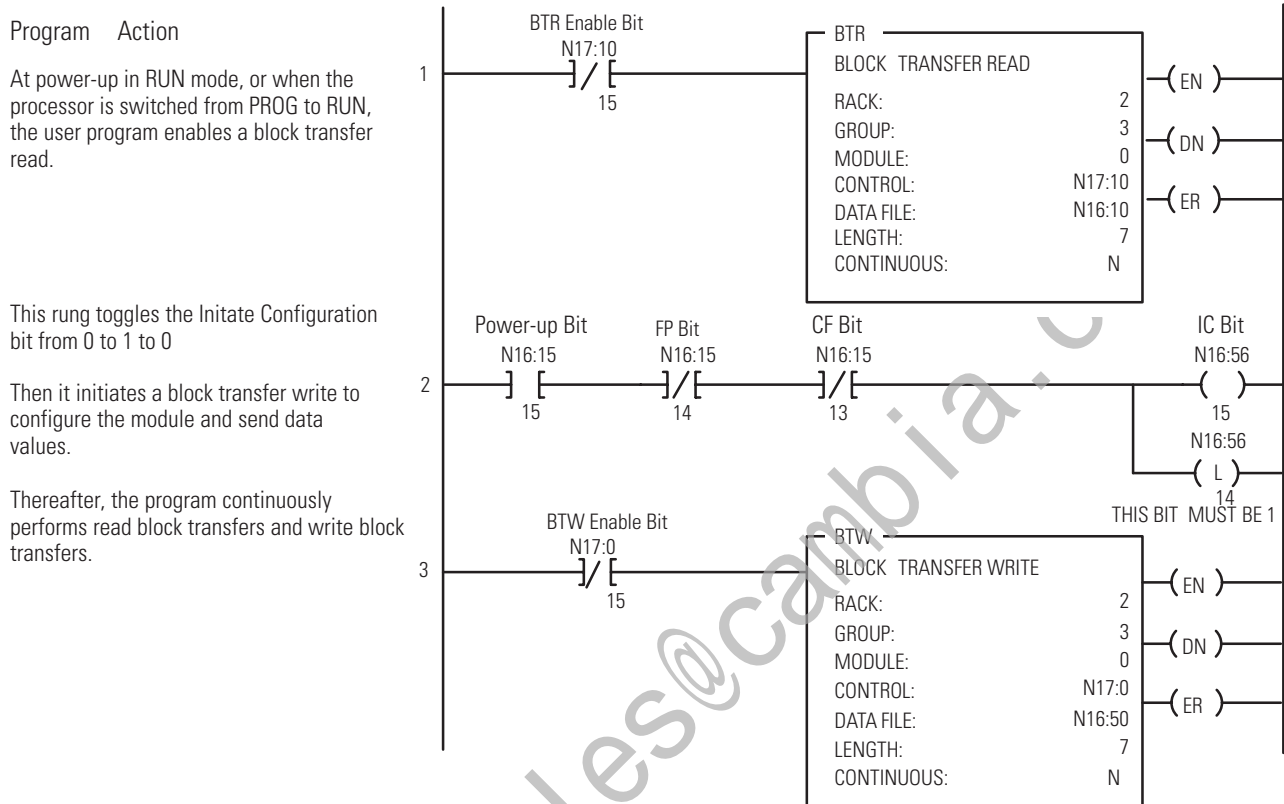 Program Action
At power-up in RUN mode, or when the
processor is switched from PROG to RUN,
the user program enables a block transfer
read.
This rung toggles the Initate Configuration
bit from 0 to 1 to 0
Then it initiates a block transfer write to
configure the module and send data
values.
Thereafter, the program continuously
performs read block transfers and write block
transfers.
1
BTR Enable Bit
N17:10
15
BTR
BLOCK TRANSFER READ
RACK: 2
GROUP: 3
MODULE: 0
CONTROL: N17:10
DATA FILE: N16:10
LENGTH: 7
CONTINUOUS: N
EN
DN
ER
2
Power-up Bit
N16:15
15
FP Bit
N16:15
14
CF Bit
N16:15
13
IC Bit
N16:56
15
N16:56
L
14
THIS BIT MUST BE 1
3
BTW Enable Bit
N17:0
15
BTW
BLOCK TRANSFER WRITE
RACK: 2
GROUP: 3
MODULE: 0
CONTROL: N17:0
DATA FILE: N16:50
LENGTH: 7
CONTINUOUS: N
EN
DN
ER
les@cambia.c